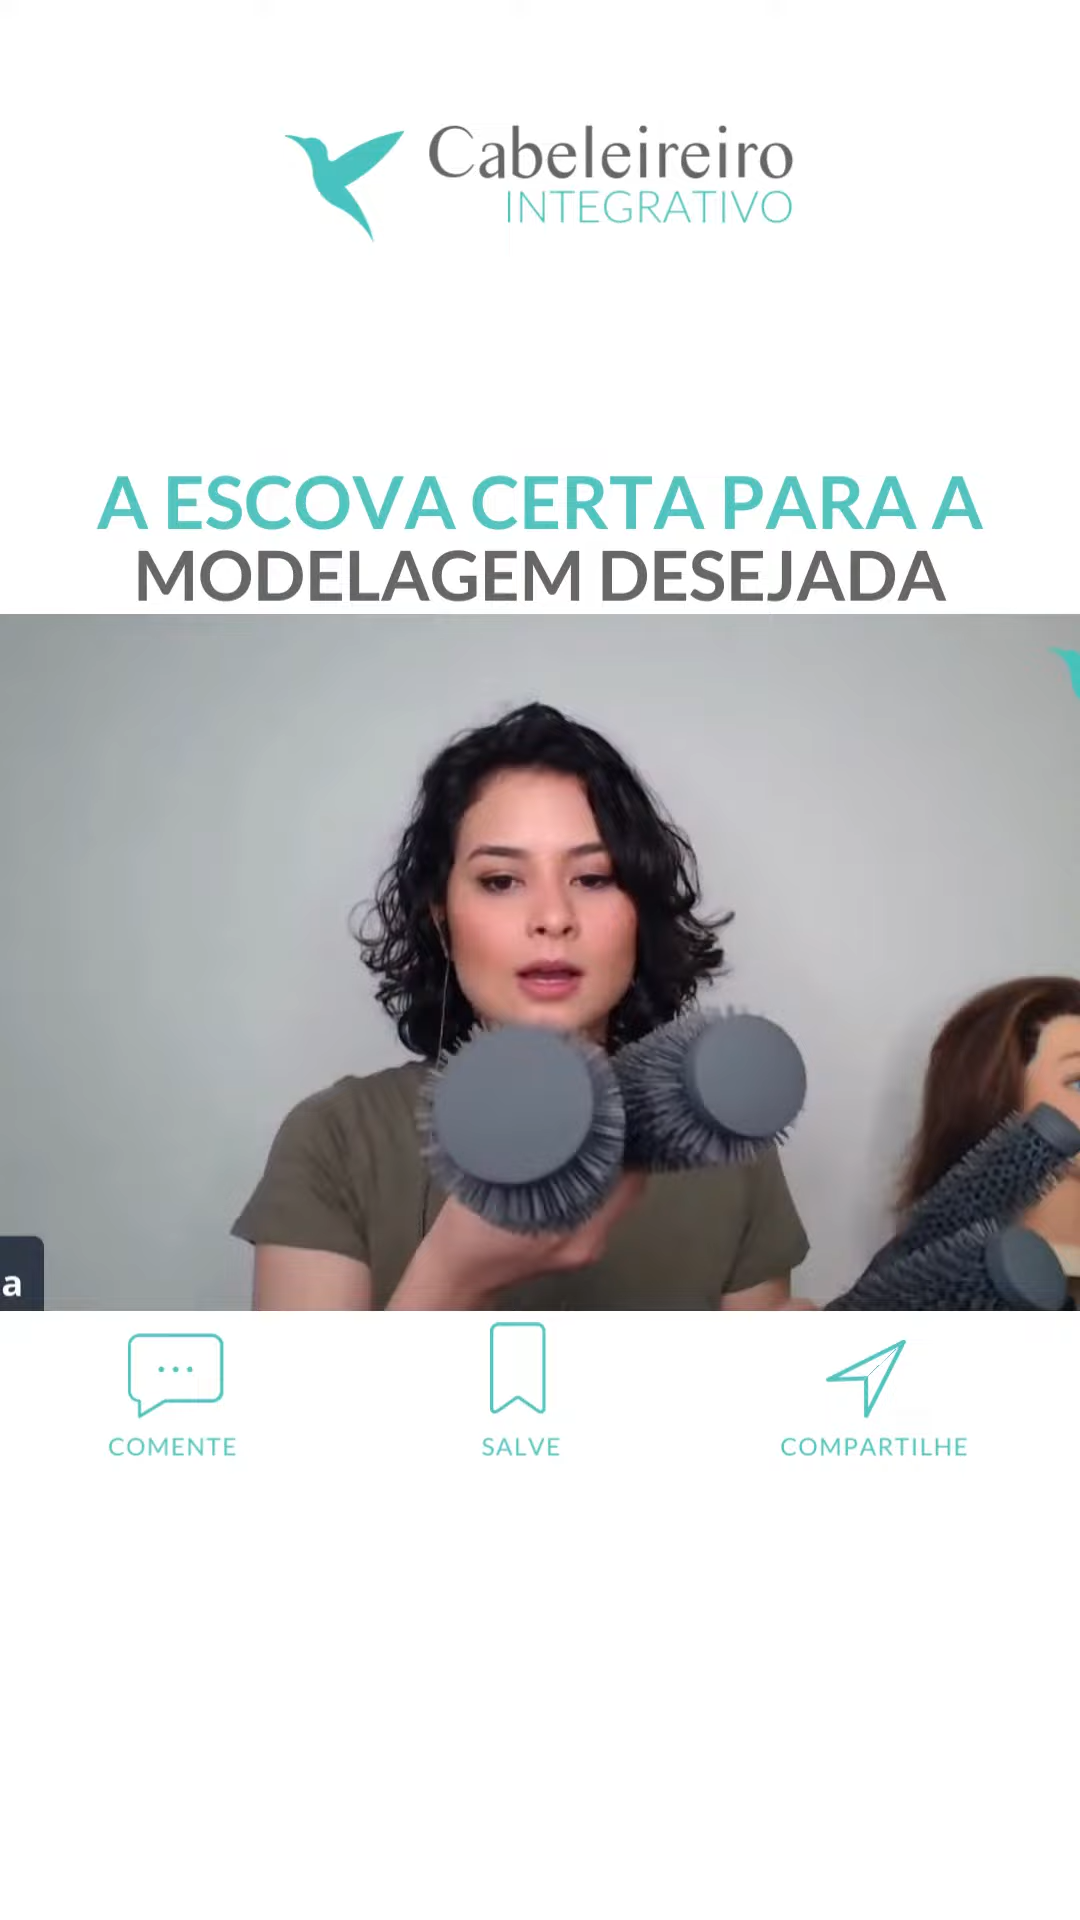 Cabeleireiro
INTEGRATIVO
A ESCOVA CERTA PARA A
MODELAGEM DESEJADA
a
COMENTE
SALVE
COMPARTILHE